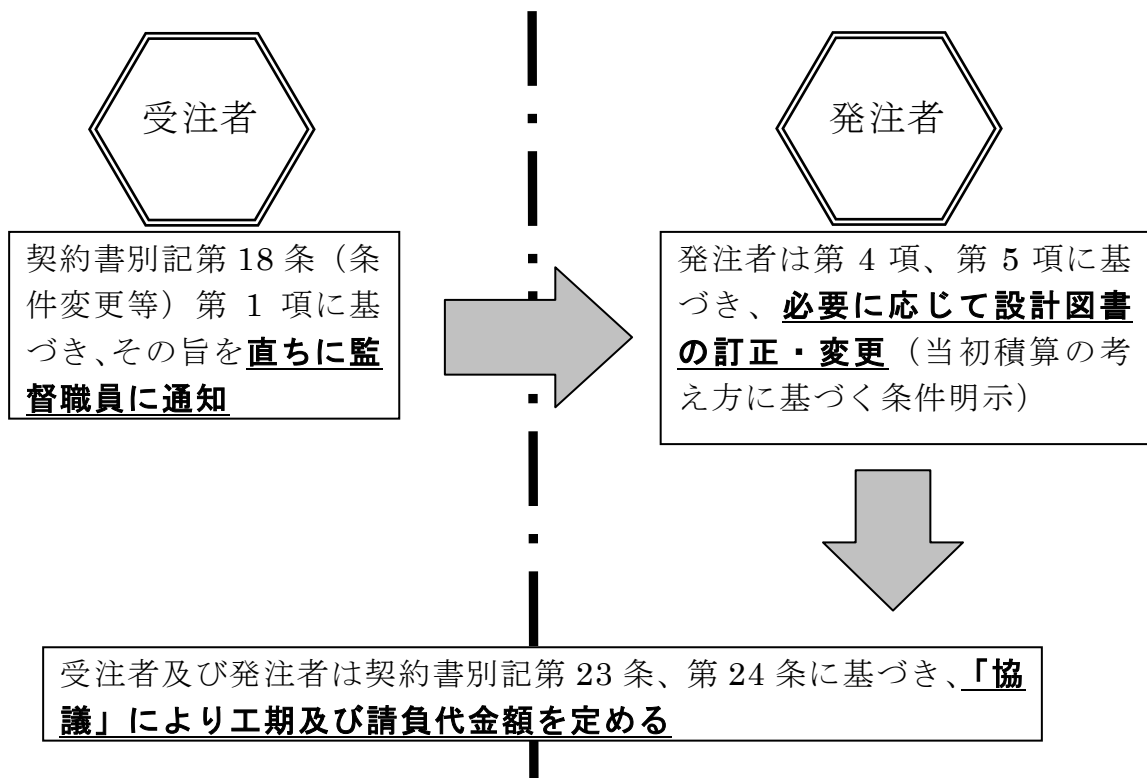 受注者
契約書別記第 18 条（条
件変更等）第 1 項に基
づき、その旨を直ちに監
督職員に通知
発注者
発注者は第 4 項、第 5 項に基
づき、必要に応じて設計図書
の訂正・変更（当初積算の考
え方に基づく条件明示）
受注者及び発注者は契約書別記第 23 条、第 24 条に基づき、「協
議」により工期及び請負代金額を定める